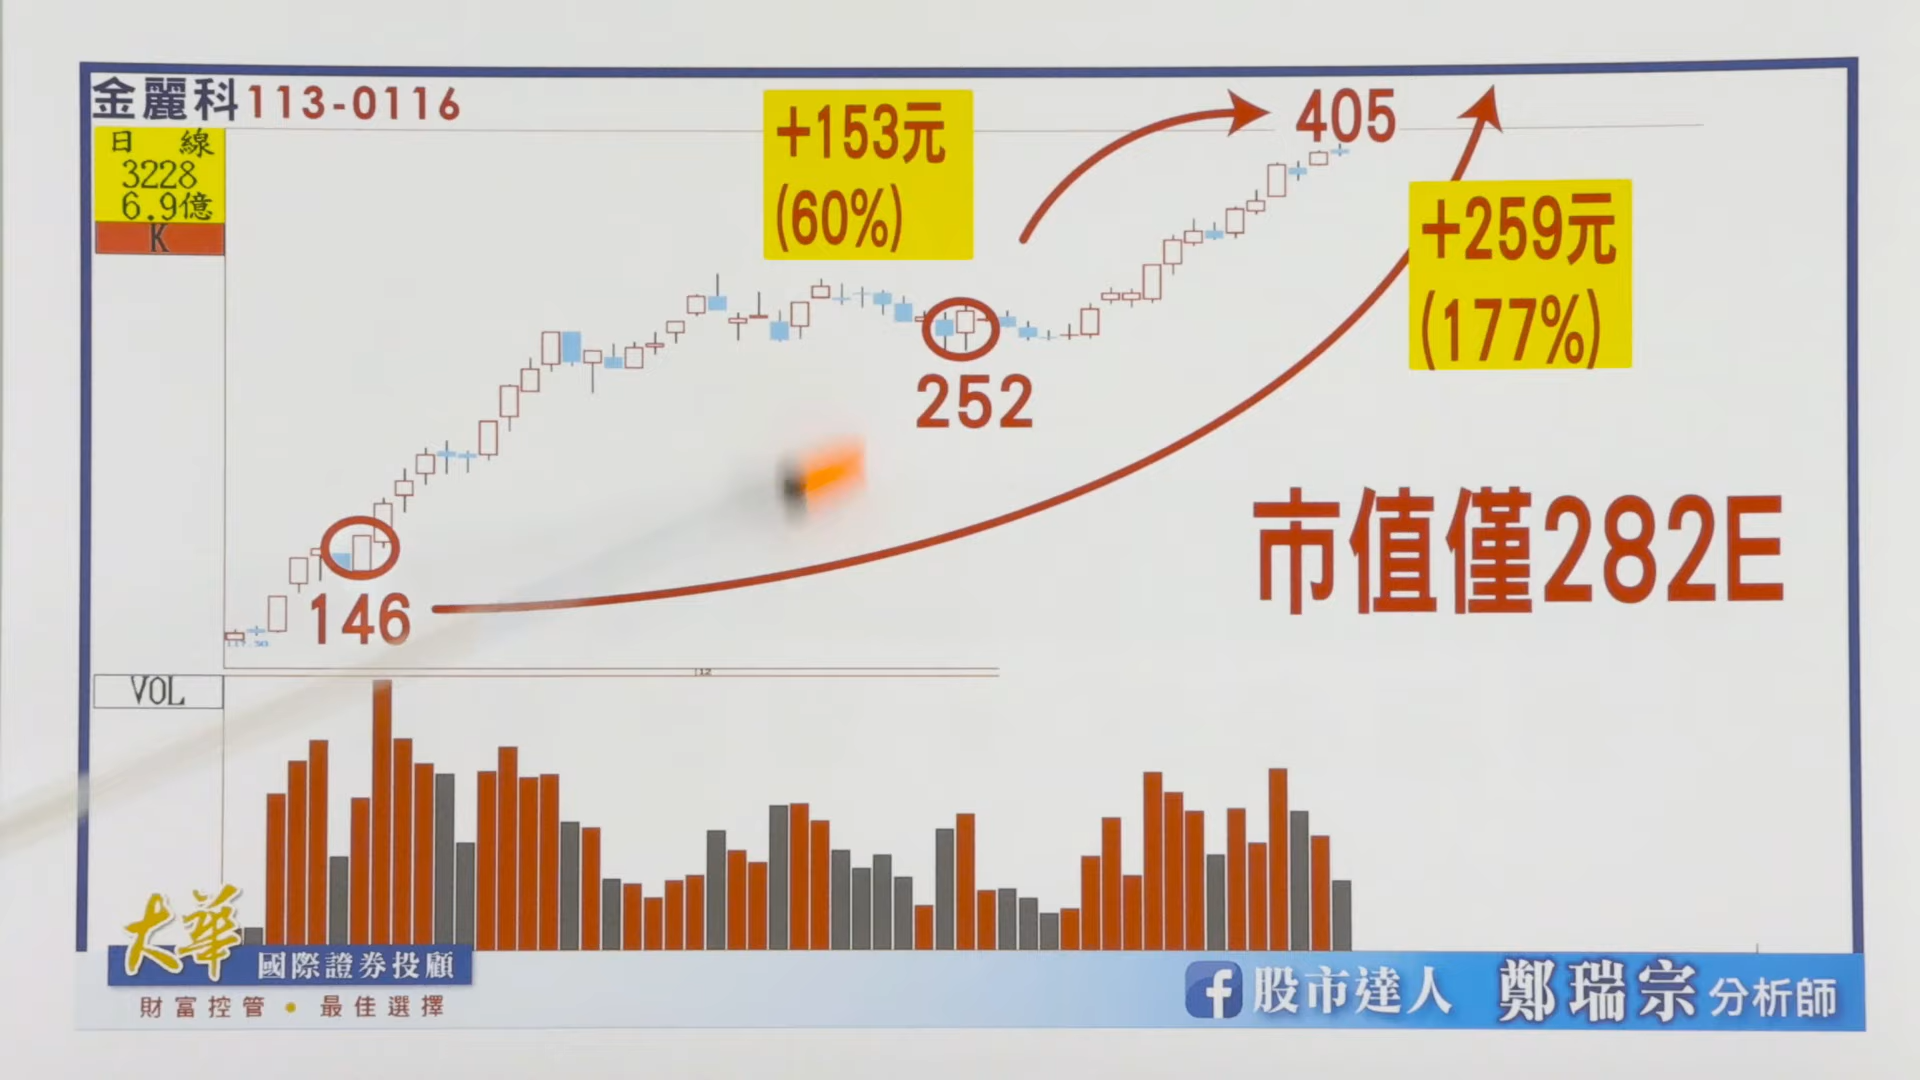 金麗科113-0116
日 線
3228
6.9億
K
+153元
(60%)
405
+259元
(177%)
252
146
117.50
市值僅282E
12
VOL
大華
國際證券投顧
財富控管•最佳選擇
股市達人 鄭瑞宗 分析師